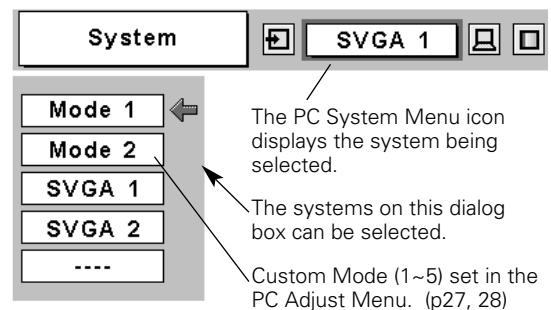 System
SVGA 1
Mode 1
Mode 2
SVGA 1
SVGA 2
----
The PC System Menu icon
displays the system being
selected.
The systems on this dialog
box can be selected.
Custom Mode (1~5) set in the
PC Adjust Menu. (p27, 28)